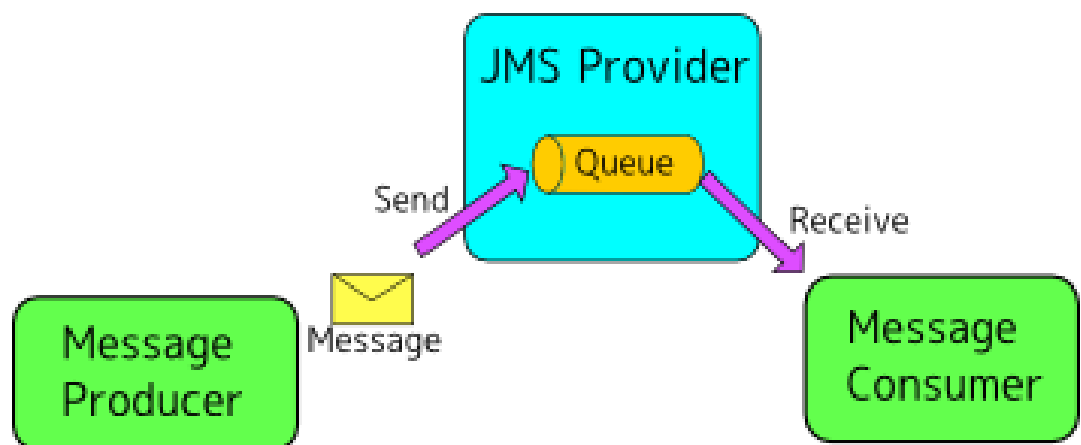 JMS Provider
Queue
Send
Receive
Message
Message
Producer
Message
Consumer